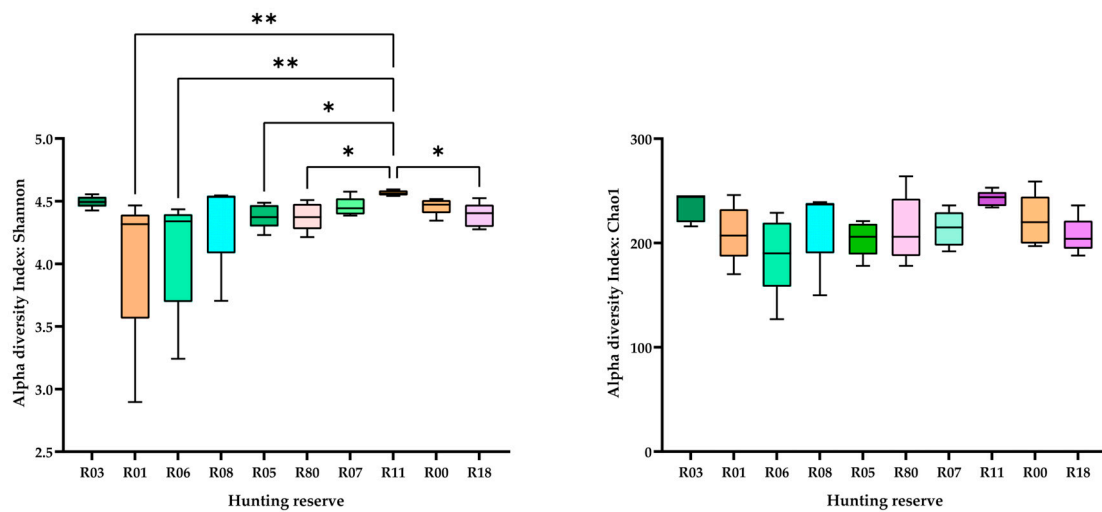 **
**
*
*
*
5.0
4.5
4.0
3.5
3.0
2.5
Alpha diversity Index: Shannon
R03 R01 R06 R08 R05 R80 R07 R11 R00 R18
Hunting reserve
300
200
100
0
Alpha diversity Index: Chao1
R03 R01 R06 R08 R05 R80 R07 R11 R00 R18
Hunting reserve